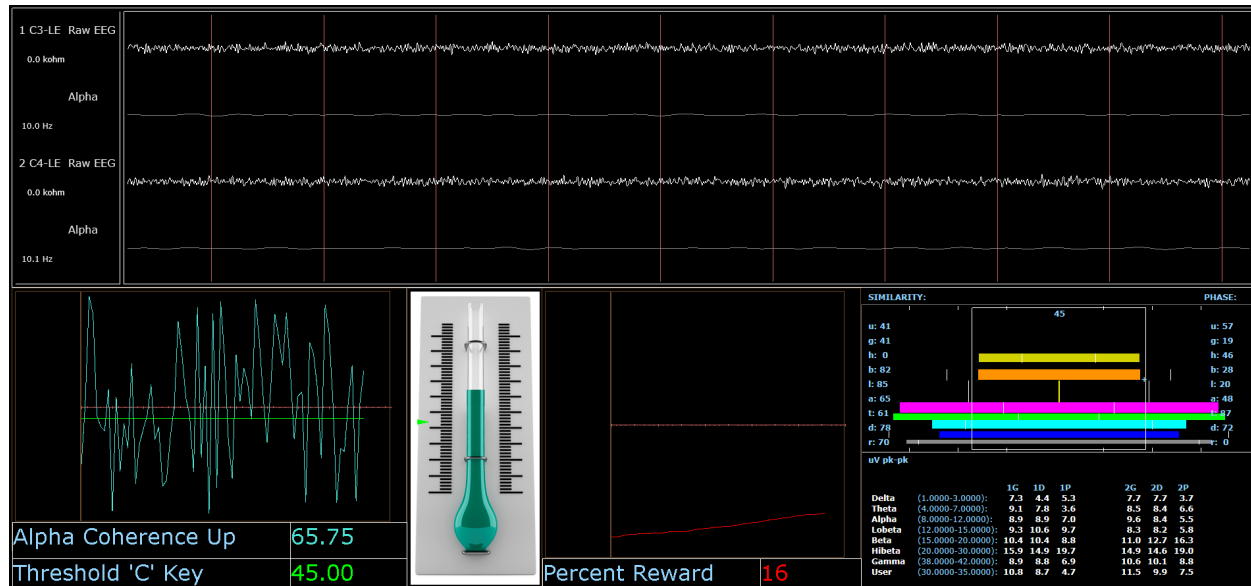 1 C3-LE Raw EEG
0.0 kohm
Alpha
10.0 Hz
2 C4-LE Raw EEG
0.0 kohm
Alpha
10.1 Hz
Alpha Coherence Up 65.75
Threshold 'C' Key 45.00
Percent Reward 16
SIMILARITY: PHASE:
45
u: 41 u: 57
g: 41 g: 19
h: 0 h: 46
b: 82 b: 28
l: 85 l: 20
a: 65 a: 48
t: 61 t: 87
d: 78 d: 72
r: 70 r: 0
uV pk-pk
1G 1D 1P 2G 2D 2P
Delta (1.0000-3.0000): 7.3 4.4 5.3 7.7 7.7 3.7
Theta (4.0000-7.0000): 9.1 7.8 3.6 8.5 8.4 6.6
Alpha (8.0000-12.0000): 8.9 8.9 7.0 9.6 8.4 5.5
Lobeta (12.0000-15.0000): 9.3 10.6 9.7 8.3 8.2 5.8
Beta (15.0000-20.0000): 10.4 10.4 8.8 11.0 12.7 16.3
Hibeta (20.0000-30.0000): 15.9 14.9 19.7 14.9 14.6 19.0
Gamma (38.0000-42.0000): 8.9 8.8 6.9 10.6 10.1 8.8
User (30.0000-35.0000): 10.8 8.7 4.7 11.5 9.9 7.5